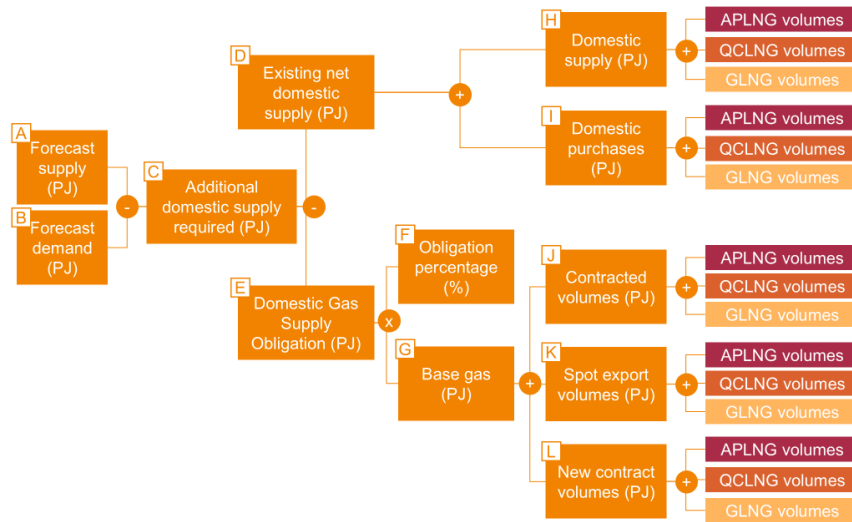 A
Forecast
supply
(PJ)
B
Forecast
demand
(PJ)
-
C
Additional
domestic supply
required (PJ)
-
D
Existing net
domestic
supply (PJ)
+
E
Domestic Gas
Supply
Obligation (PJ)
x
F
Obligation
percentage
(%)
G
Base gas
(PJ)
+
H
Domestic
supply (PJ)
+
APLNG volumes
QCLNG volumes
GLNG volumes
I
Domestic
purchases
(PJ)
+
APLNG volumes
QCLNG volumes
GLNG volumes
J
Contracted
volumes (PJ)
+
APLNG volumes
QCLNG volumes
GLNG volumes
K
Spot export
volumes (PJ)
+
APLNG volumes
QCLNG volumes
GLNG volumes
L
New contract
volumes (PJ)
+
APLNG volumes
QCLNG volumes
GLNG volumes